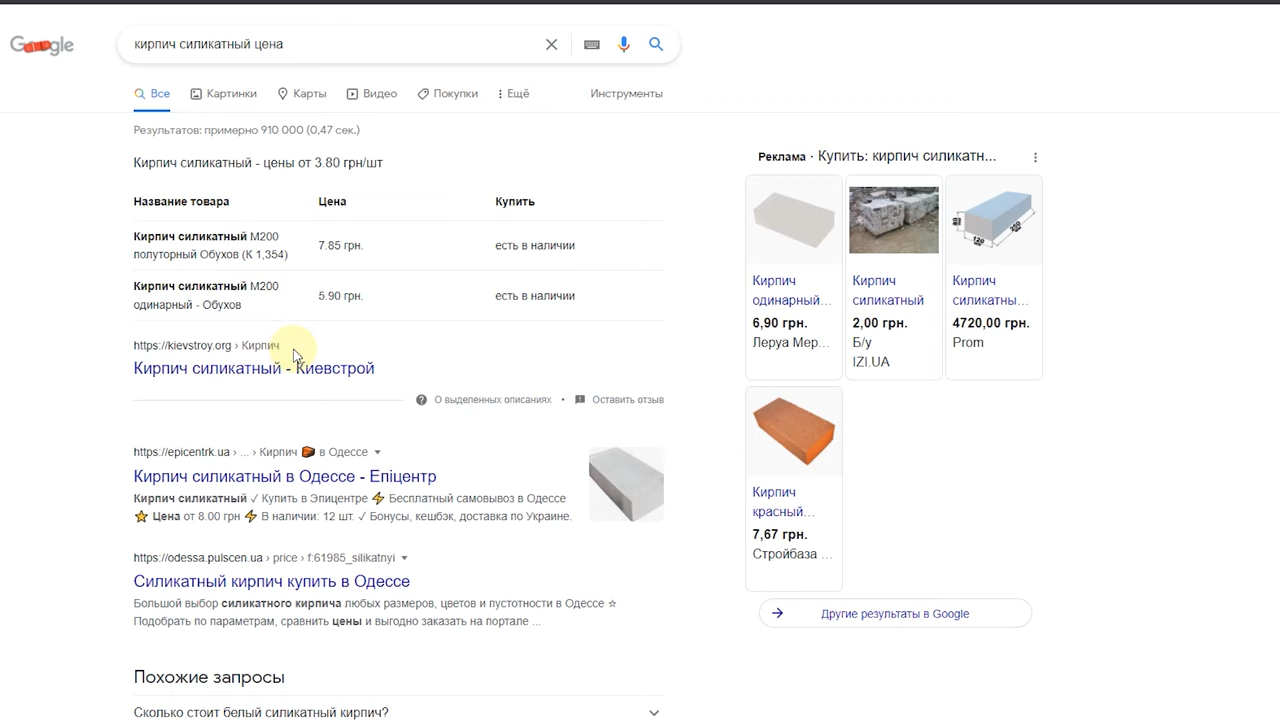 Google
кирпич силикатный цена
Все
Картинки
Карты
Видео
Покупки
Ещё
Инструменты
Результатов: примерно 910 000 (0,47 сек.)
Кирпич силикатный - цены от 3.80 грн/шт
Название товара Цена Купить
Кирпич силикатный М200
полуторный Обухов (К 1,354)
7.85 грн.
есть в наличии
Кирпич силикатный М200
одинарный - Обухов
5.90 грн.
есть в наличии
https://kievstroy.org › Кирпич
Кирпич силикатный - Киевстрой
О выделенных описаниях • Оставить отзыв
https://epicentrk.ua › ... › Кирпич в Одессе
Кирпич силикатный в Одессе - Епіцентр
Кирпич силикатный ✓ Купить в Эпицентре ⚡ Бесплатный самовывоз в Одессе
⭐ Цена от 8.00 грн ⚡ В наличии: 12 шт. ✓ Бонусы, кешбэк, доставка по Украине.
https://odessa.pulscen.ua › price › f:61985_silikatnyi
Силикатный кирпич купить в Одессе
Большой выбор силикатного кирпича любых размеров, цветов и пустотности в Одессе ☆
Подобрать по параметрам, сравнить цены и выгодно заказать на портале ...
Похожие запросы
Сколько стоит белый силикатный кирпич?
Реклама · Купить: кирпич силикатн...
Кирпич
одинарный...
6,90 грн.
Леруа Мер...
Кирпич
силикатный
2,00 грн.
Б/у
IZI.UA
120
250
Кирпич
силикатны...
4720,00 грн.
Prom
Кирпич
красный...
7,67 грн.
Стройбаза ...
Другие результаты в Google